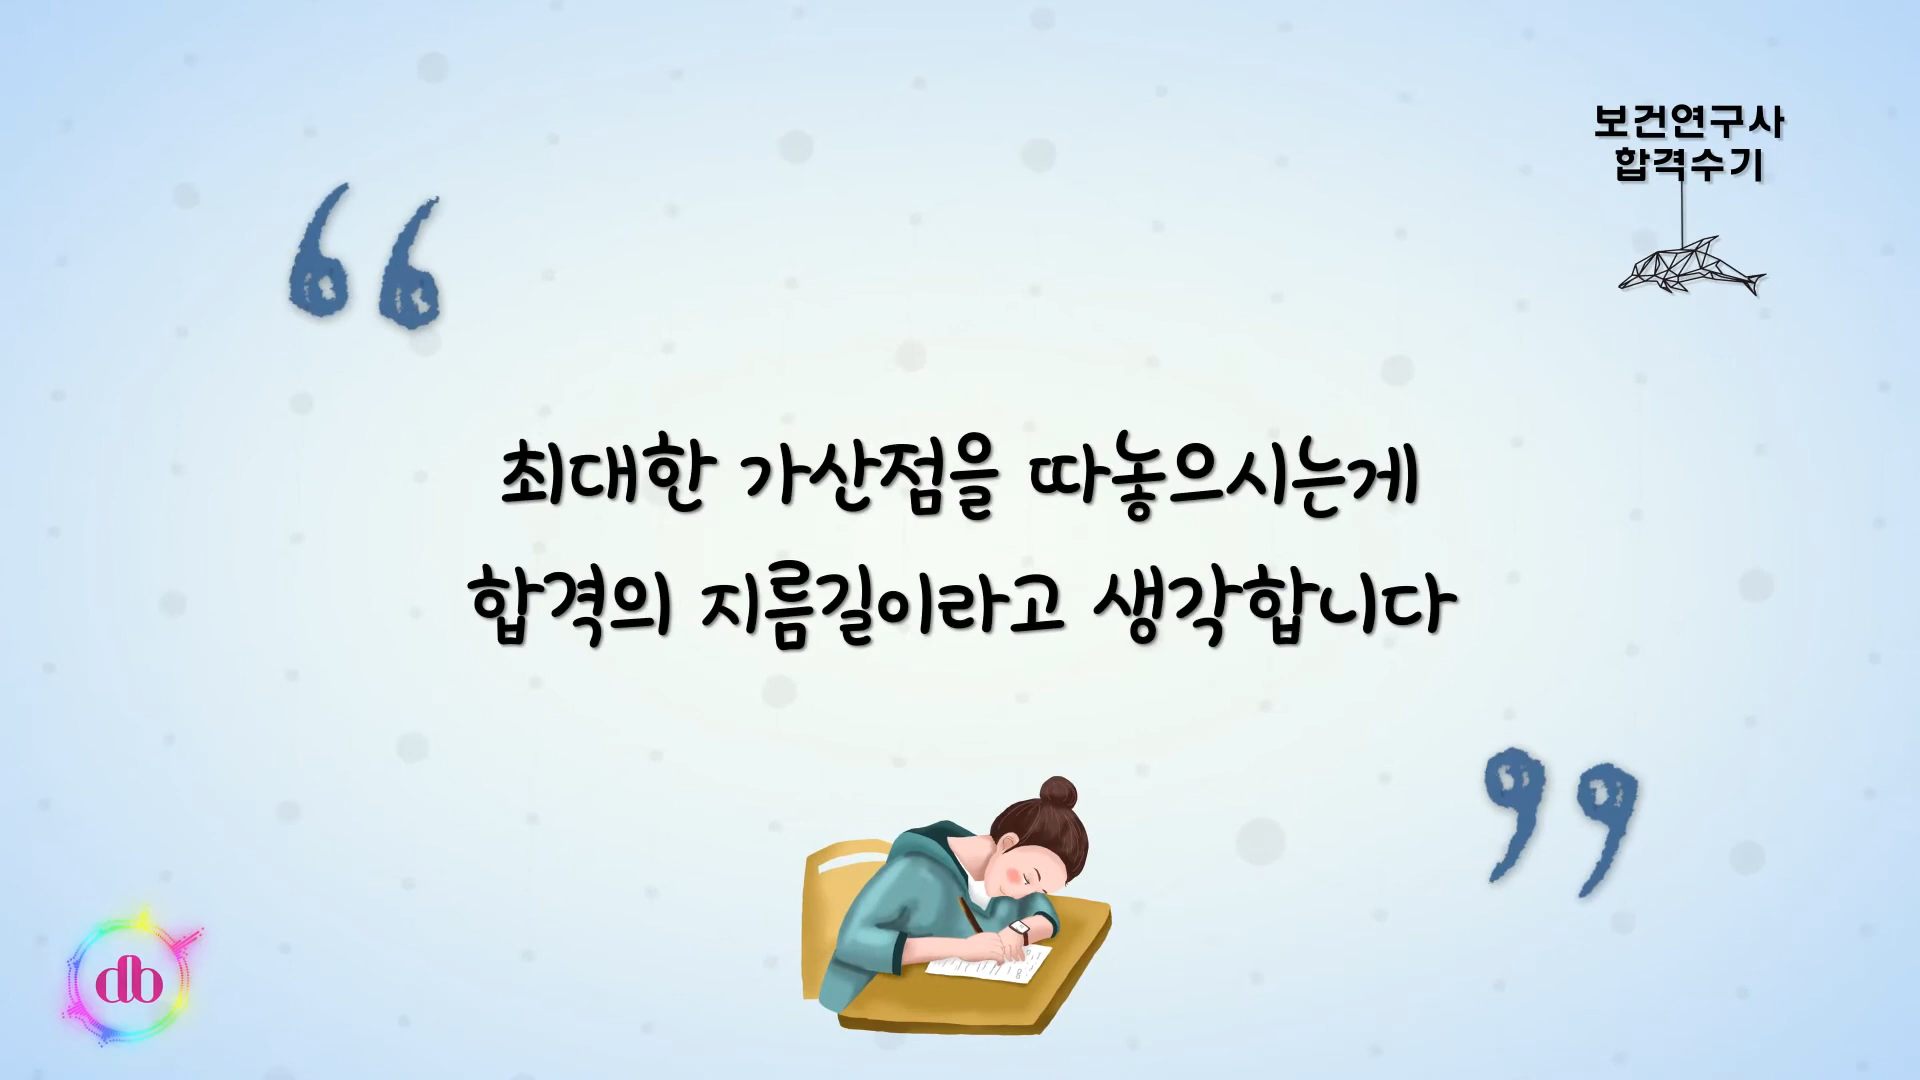 보건연구사
합격수기
최대한 가산점을 따놓으시는게
합격의 지름길이라고 생각합니다
db